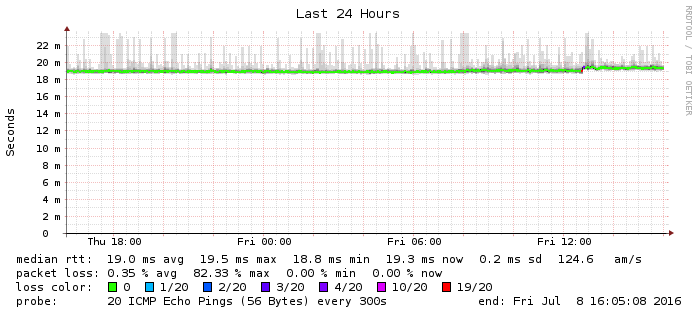 Last 24 Hours
RRDTOOL / TOBI OETIKER
Seconds
22 m
20 m
18 m
16 m
14 m
12 m
10 m
8 m
6 m
4 m
2 m
0
Thu 18:00 Fri 00:00 Fri 06:00 Fri 12:00
median rtt: 19.0 ms avg 19.5 ms max 18.8 ms min 19.3 ms now 0.2 ms sd 124.6 am/s
packet loss: 0.35 % avg 82.33 % max 0.00 % min 0.00 % now
loss color: 0 1/20 2/20 3/20 4/20 10/20 19/20
probe: 20 ICMP Echo Pings (56 Bytes) every 300s end: Fri Jul 8 16:05:08 2016